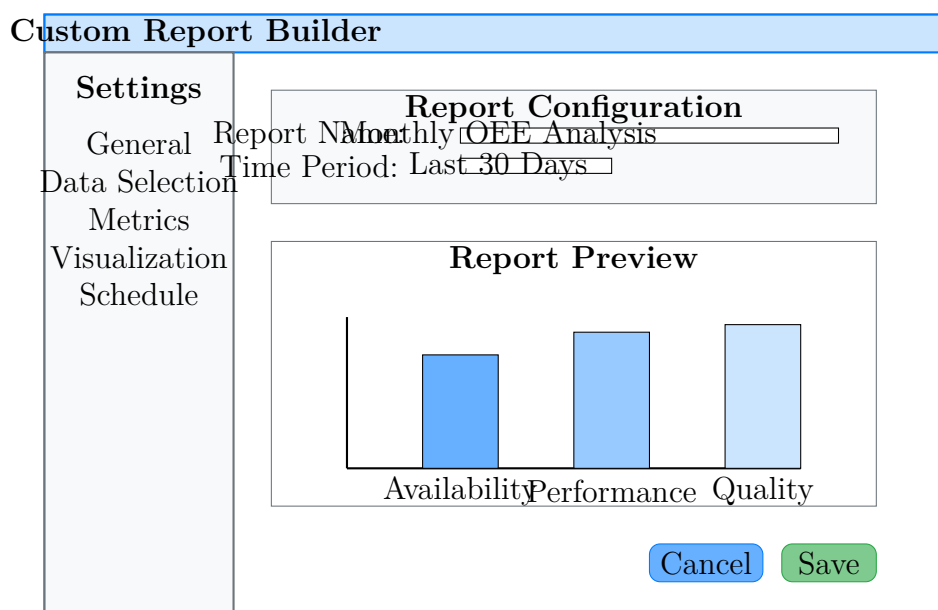 Custom Report Builder
Settings
General
Data Selection
Metrics
Visualization
Schedule
Report Configuration
Report Name: Monthly OEE Analysis
Time Period: Last 30 Days
Report Preview
Availability Performance Quality
Cancel Save